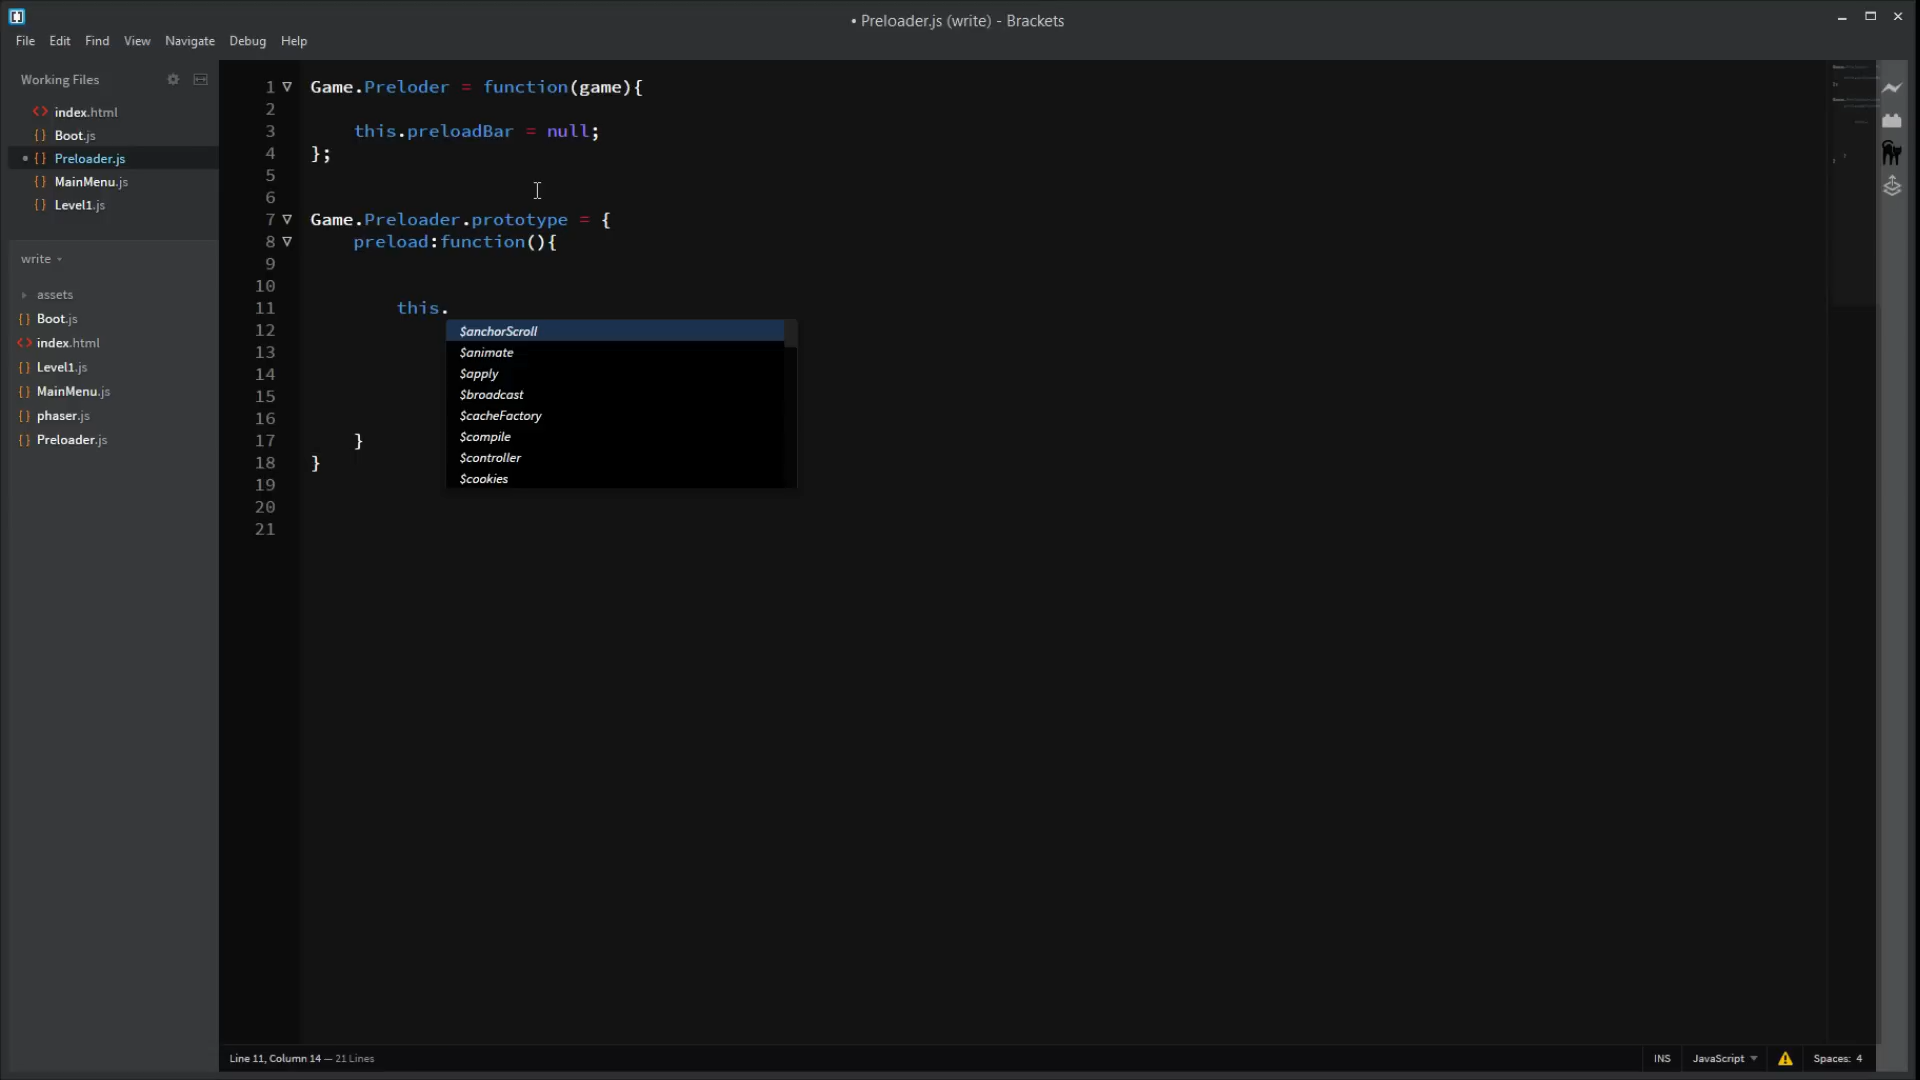 • Preloader.js (write) - Brackets
File Edit Find View Navigate Debug Help
Working Files
<> index.html
{} Boot.js
• {} Preloader.js
{} MainMenu.js
{} Level1.js
write
assets
{} Boot.js
<> index.html
{} Level1.js
{} MainMenu.js
{} phaser.js
{} Preloader.js
1 Game.Preloder = function(game){
2
3 this.preloadBar = null;
4 };
5
6
7 Game.Preloader.prototype = {
8 preload:function(){
9
10
11 this.
12
13
14
15
16
17 }
18 }
19
20
21
$anchorScroll
$animate
$apply
$broadcast
$cacheFactory
$compile
$controller
$cookies
Line 11, Column 14 — 21 Lines
INS JavaScript Spaces: 4